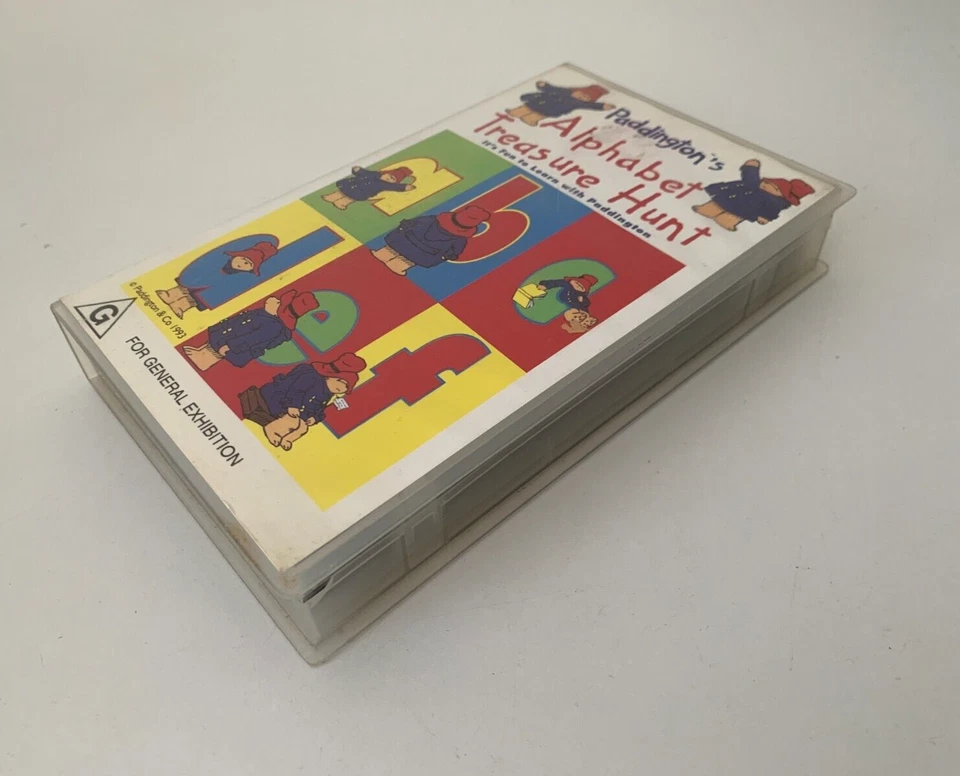 Paddington's
Alphabet
Treasure Hunt
It's Fun to Learn with Paddington
a b c
d e f
© Paddington & Co 1993
G
FOR GENERAL EXHIBITION